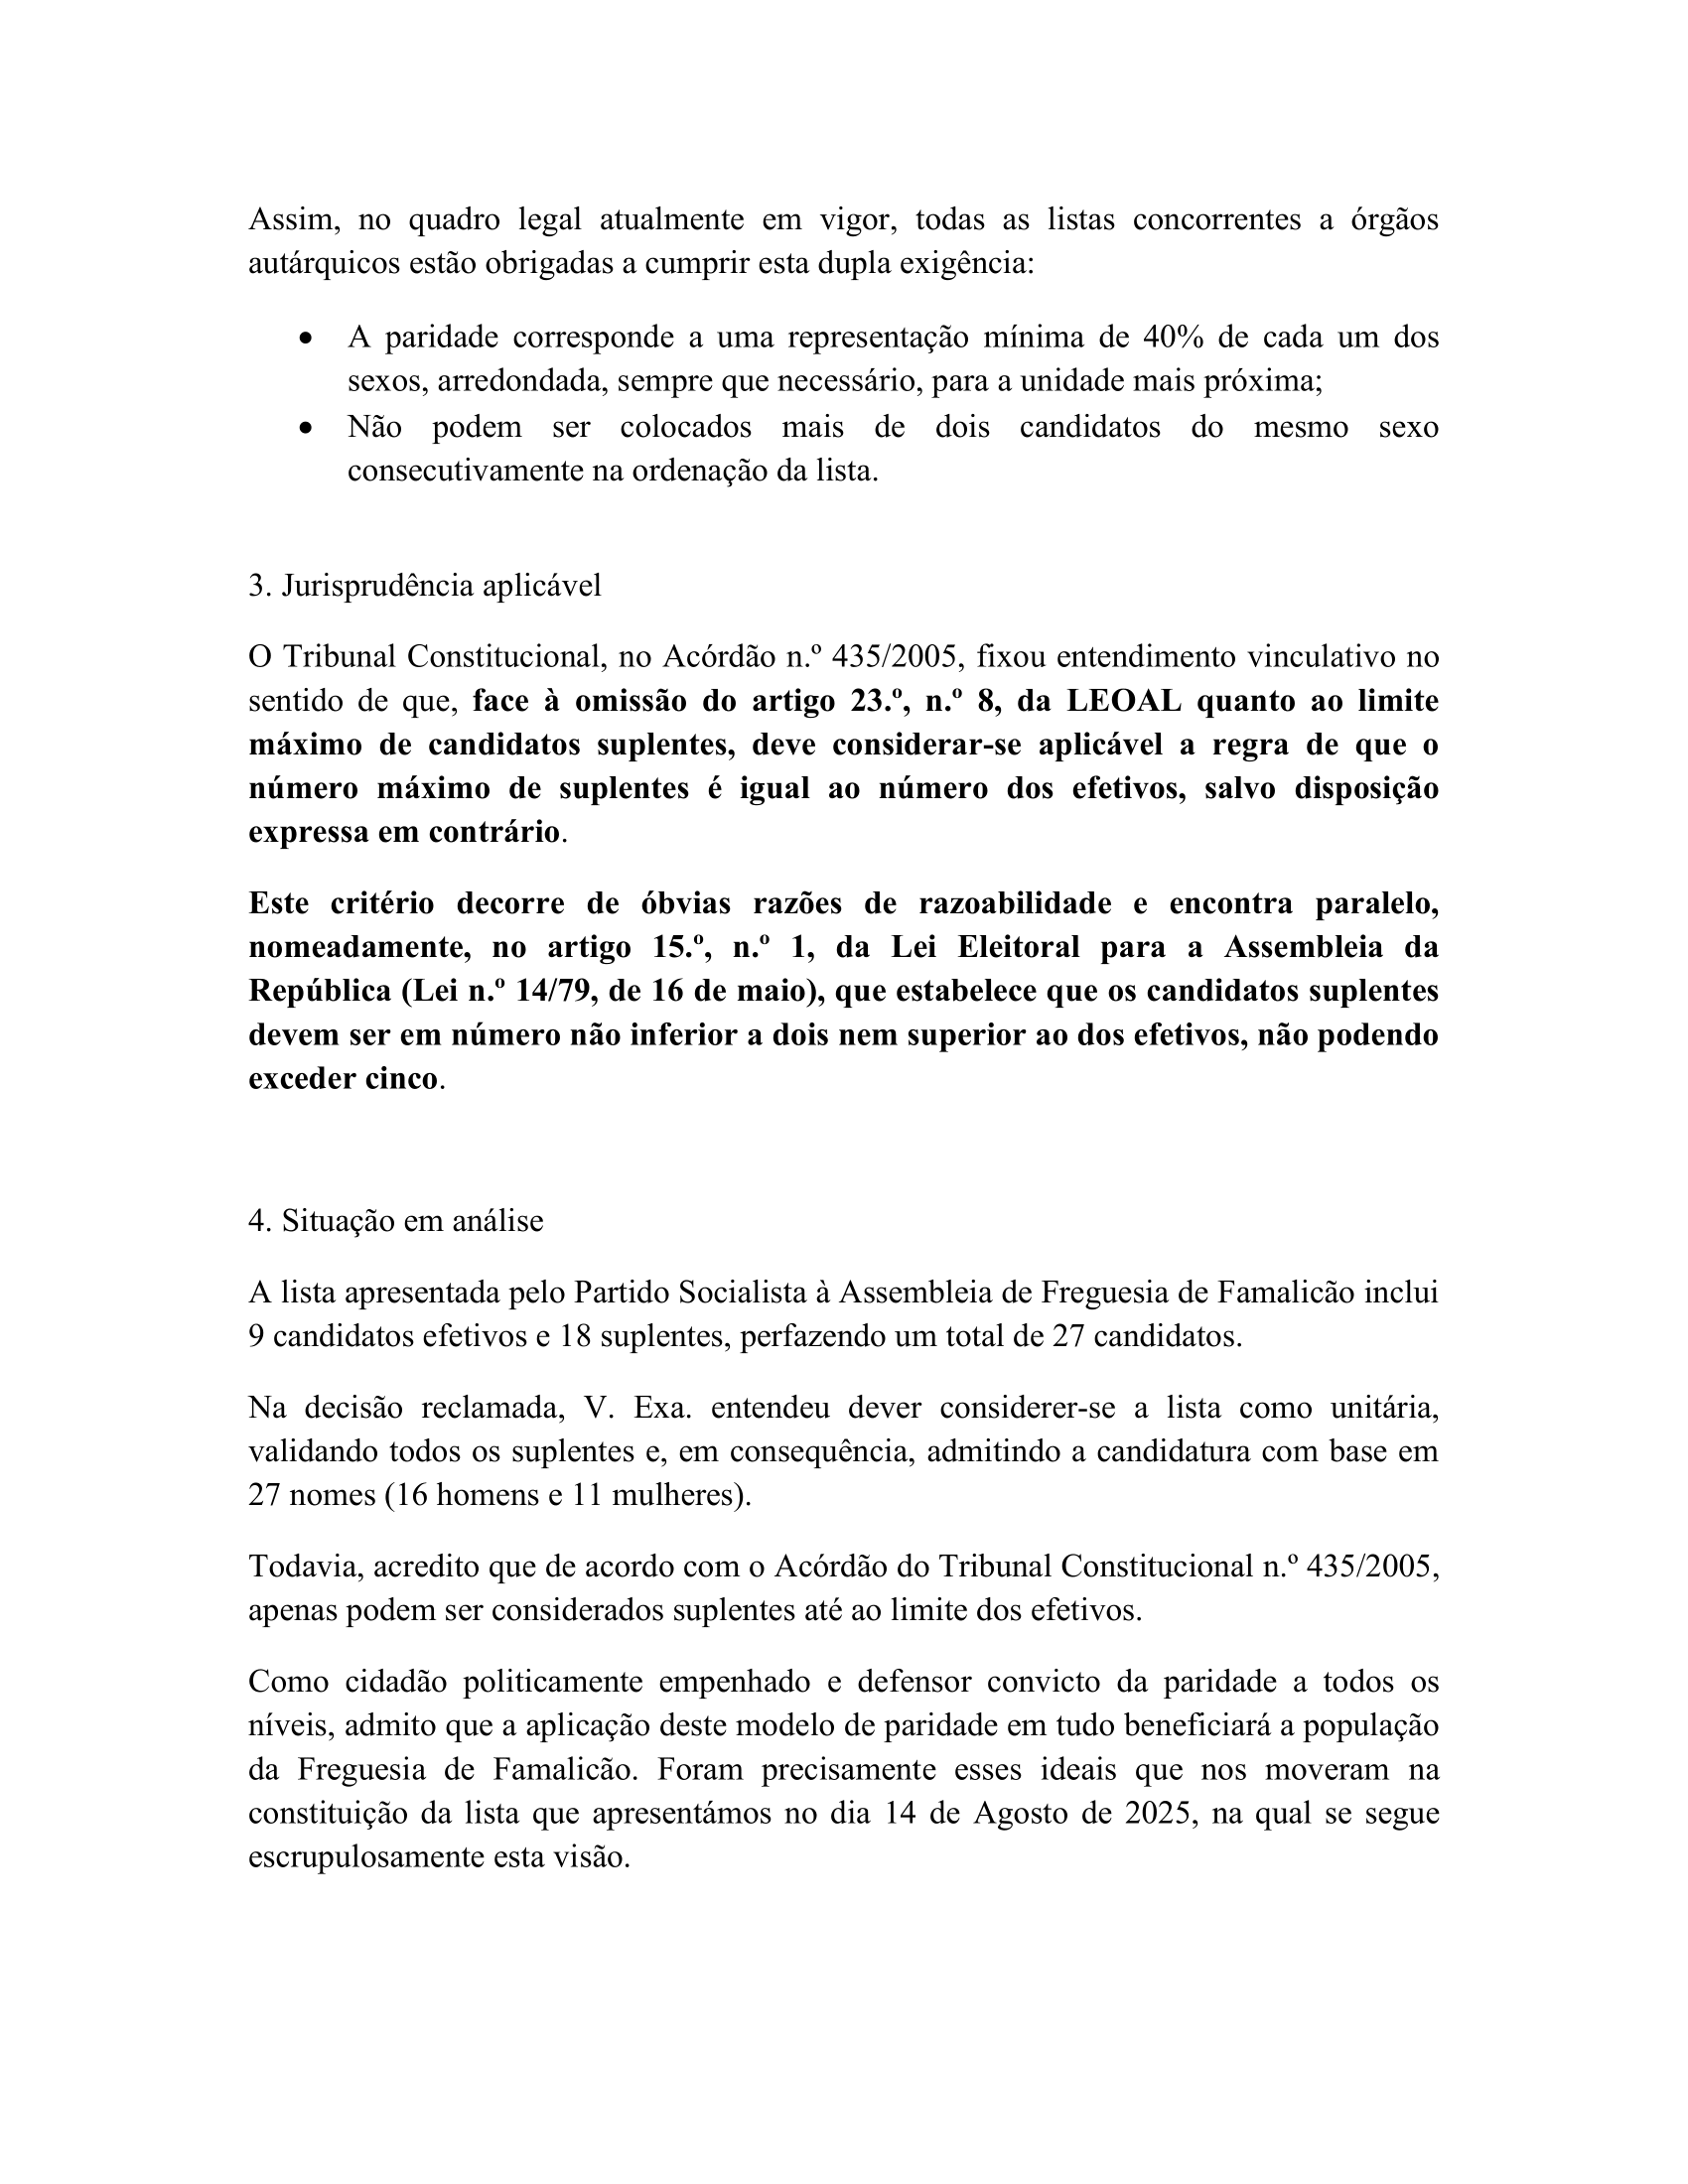 Assim, no quadro legal atualmente em vigor, todas as listas concorrentes a órgãos
autárquicos estão obrigadas a cumprir esta dupla exigência:
• A paridade corresponde a uma representação mínima de 40% de cada um dos
sexos, arredondada, sempre que necessário, para a unidade mais próxima;
• Não podem ser colocados mais de dois candidatos do mesmo sexo
consecutivamente na ordenação da lista.
3. Jurisprudência aplicável
O Tribunal Constitucional, no Acórdão n.º 435/2005, fixou entendimento vinculativo no
sentido de que, face à omissão do artigo 23.º, n.º 8, da LEOAL quanto ao limite
máximo de candidatos suplentes, deve considerar-se aplicável a regra de que o
número máximo de suplentes é igual ao número dos efetivos, salvo disposição
expressa em contrário.
Este critério decorre de óbvias razões de razoabilidade e encontra paralelo,
nomeadamente, no artigo 15.º, n.º 1, da Lei Eleitoral para a Assembleia da
República (Lei n.º 14/79, de 16 de maio), que estabelece que os candidatos suplentes
devem ser em número não inferior a dois nem superior ao dos efetivos, não podendo
exceder cinco.
4. Situação em análise
A lista apresentada pelo Partido Socialista à Assembleia de Freguesia de Famalicão inclui
9 candidatos efetivos e 18 suplentes, perfazendo um total de 27 candidatos.
Na decisão reclamada, V. Exa. entendeu dever considerer-se a lista como unitária,
validando todos os suplentes e, em consequência, admitindo a candidatura com base em
27 nomes (16 homens e 11 mulheres).
Todavia, acredito que de acordo com o Acórdão do Tribunal Constitucional n.º 435/2005,
apenas podem ser considerados suplentes até ao limite dos efetivos.
Como cidadão politicamente empenhado e defensor convicto da paridade a todos os
níveis, admito que a aplicação deste modelo de paridade em tudo beneficiará a população
da Freguesia de Famalicão. Foram precisamente esses ideais que nos moveram na
constituição da lista que apresentámos no dia 14 de Agosto de 2025, na qual se segue
escrupulosamente esta visão.